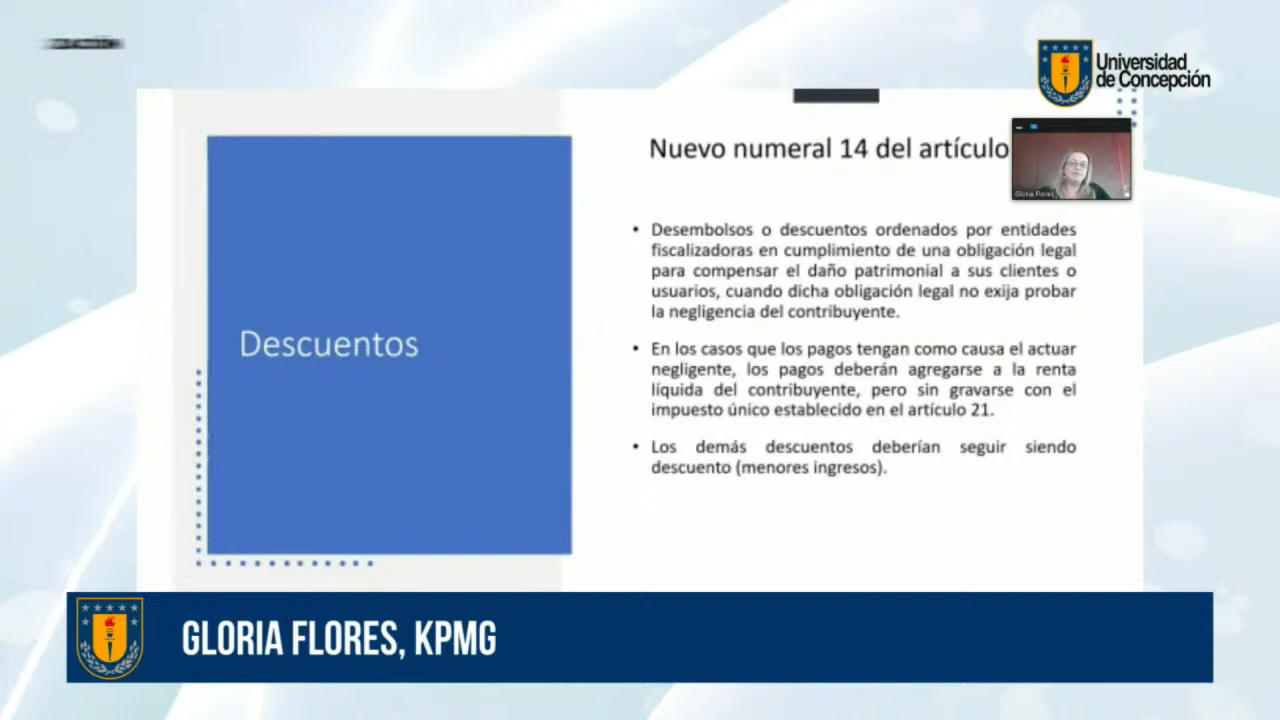 Universidad
de Concepción
Nuevo numeral 14 del artículo
Gloria Flores
Descuentos
• Desembolsos o descuentos ordenados por entidades
fiscalizadoras en cumplimiento de una obligación legal
para compensar el daño patrimonial a sus clientes o
usuarios, cuando dicha obligación legal no exija probar
la negligencia del contribuyente.
• En los casos que los pagos tengan como causa el actuar
negligente, los pagos deberán agregarse a la renta
líquida del contribuyente, pero sin gravarse con el
impuesto único establecido en el artículo 21.
• Los demás descuentos deberían seguir siendo
descuento (menores ingresos).
GLORIA FLORES, KPMG